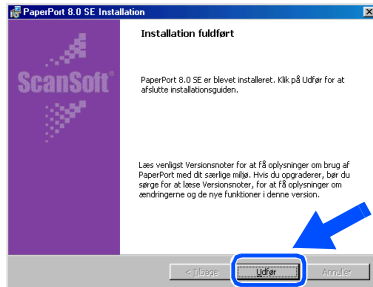 PaperPort 8.0 SE Installation
Installation fuldført
ScanSoft®
PaperPort 8.0 SE er blevet installeret. Klik på Udfør for at
afslutte installationsguiden.
Læs venligst Versionsnoter for at få oplysninger om brug af
PaperPort med dit særlige miljø. Hvis du opgraderer, bør du
sørge for at læse Versionsnoter, for at få oplysninger om
ændringerne og de nye funktioner i denne version.
< Tilbage Udfør Annuller